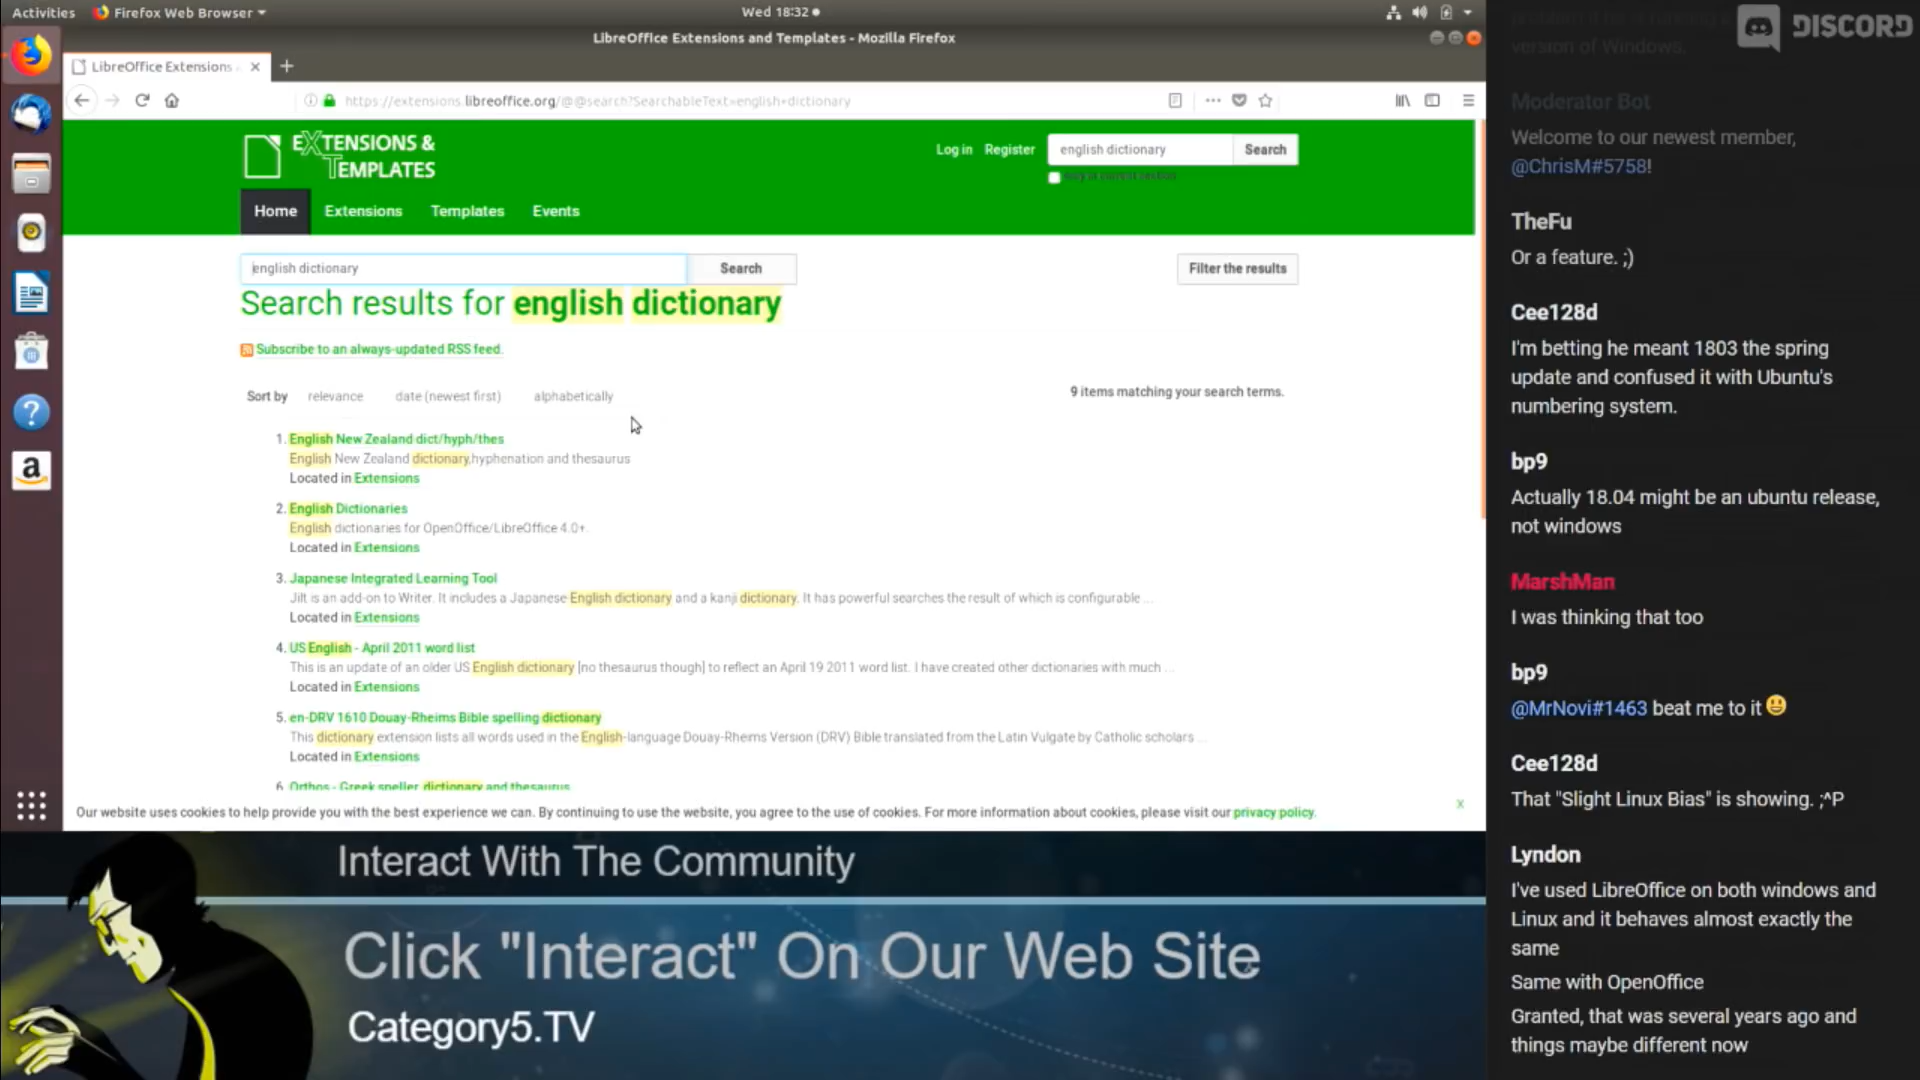 Activities
Firefox Web Browser
Wed 18:32
LibreOffice Extensions and Templates - Mozilla Firefox
LibreOffice Extensions
https://extensions.libreoffice.org/@@search?SearchableText=english+dictionary
EXTENSIONS &
TEMPLATES
Log in Register
english dictionary
Search
Home Extensions Templates Events
english dictionary
Search
Filter the results
Search results for english dictionary
Subscribe to an always-updated RSS feed.
Sort by relevance date (newest first) alphabetically
9 items matching your search terms.
1. English New Zealand dict/hyph/thes
English New Zealand dictionary,hyphenation and thesaurus
Located in Extensions
2. English Dictionaries
English dictionaries for OpenOffice/LibreOffice 4.0+.
Located in Extensions
3. Japanese Integrated Learning Tool
Jilt is an add-on to Writer. It includes a Japanese-English dictionary and a kanji dictionary. It has powerful searches the result of which is configurable ...
Located in Extensions
4. US English - April 2011 word list
This is an update of an older US English dictionary [no thesaurus though] to reflect an April 19 2011 word list. I have created other dictionaries with much ...
Located in Extensions
5. en-DRV 1610 Douay-Rheims Bible spelling dictionary
This dictionary extension lists all words used in the English-language Douay-Rheims Version (DRV) Bible translated from the Latin Vulgate by Catholic scholars ...
Located in Extensions
6. Orthos - Greek speller dictionary and thesaurus
Our website uses cookies to help provide you with the best experience we can. By continuing to use the website, you agree to the use of cookies. For more information about cookies, please visit our privacy policy.
x
Interact With The Community
Click "Interact" On Our Web Site
Category5.TV
DISCORD
version of Windows.
Moderator Bot
Welcome to our newest member,
@ChrisM#5758!
TheFu
Or a feature. ;)
Cee128d
I'm betting he meant 1803 the spring
update and confused it with Ubuntu's
numbering system.
bp9
Actually 18.04 might be an ubuntu release,
not windows
MarshMan
I was thinking that too
bp9
@MrNovi#1463 beat me to it 😃
Cee128d
That "Slight Linux Bias" is showing. ;^P
Lyndon
I've used LibreOffice on both windows and
Linux and it behaves almost exactly the
same
Same with OpenOffice
Granted, that was several years ago and
things maybe different now